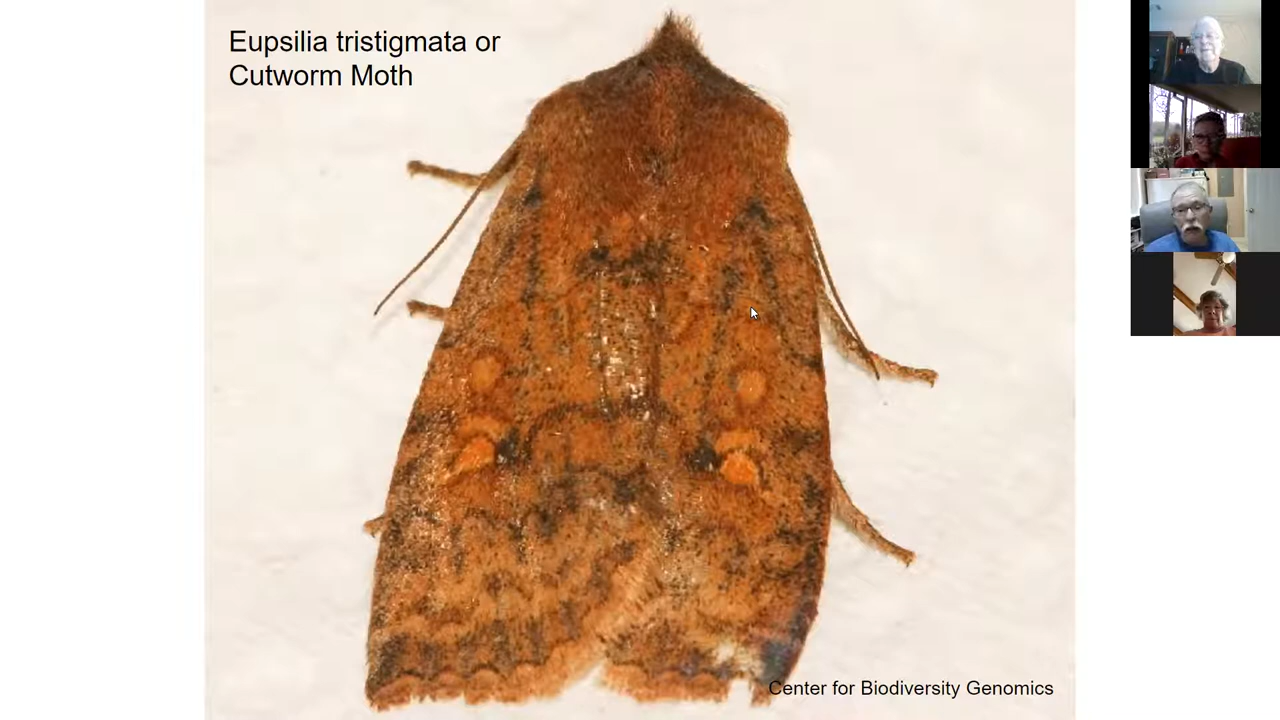 Eupsilia tristigmata or
Cutworm Moth
Center for Biodiversity Genomics